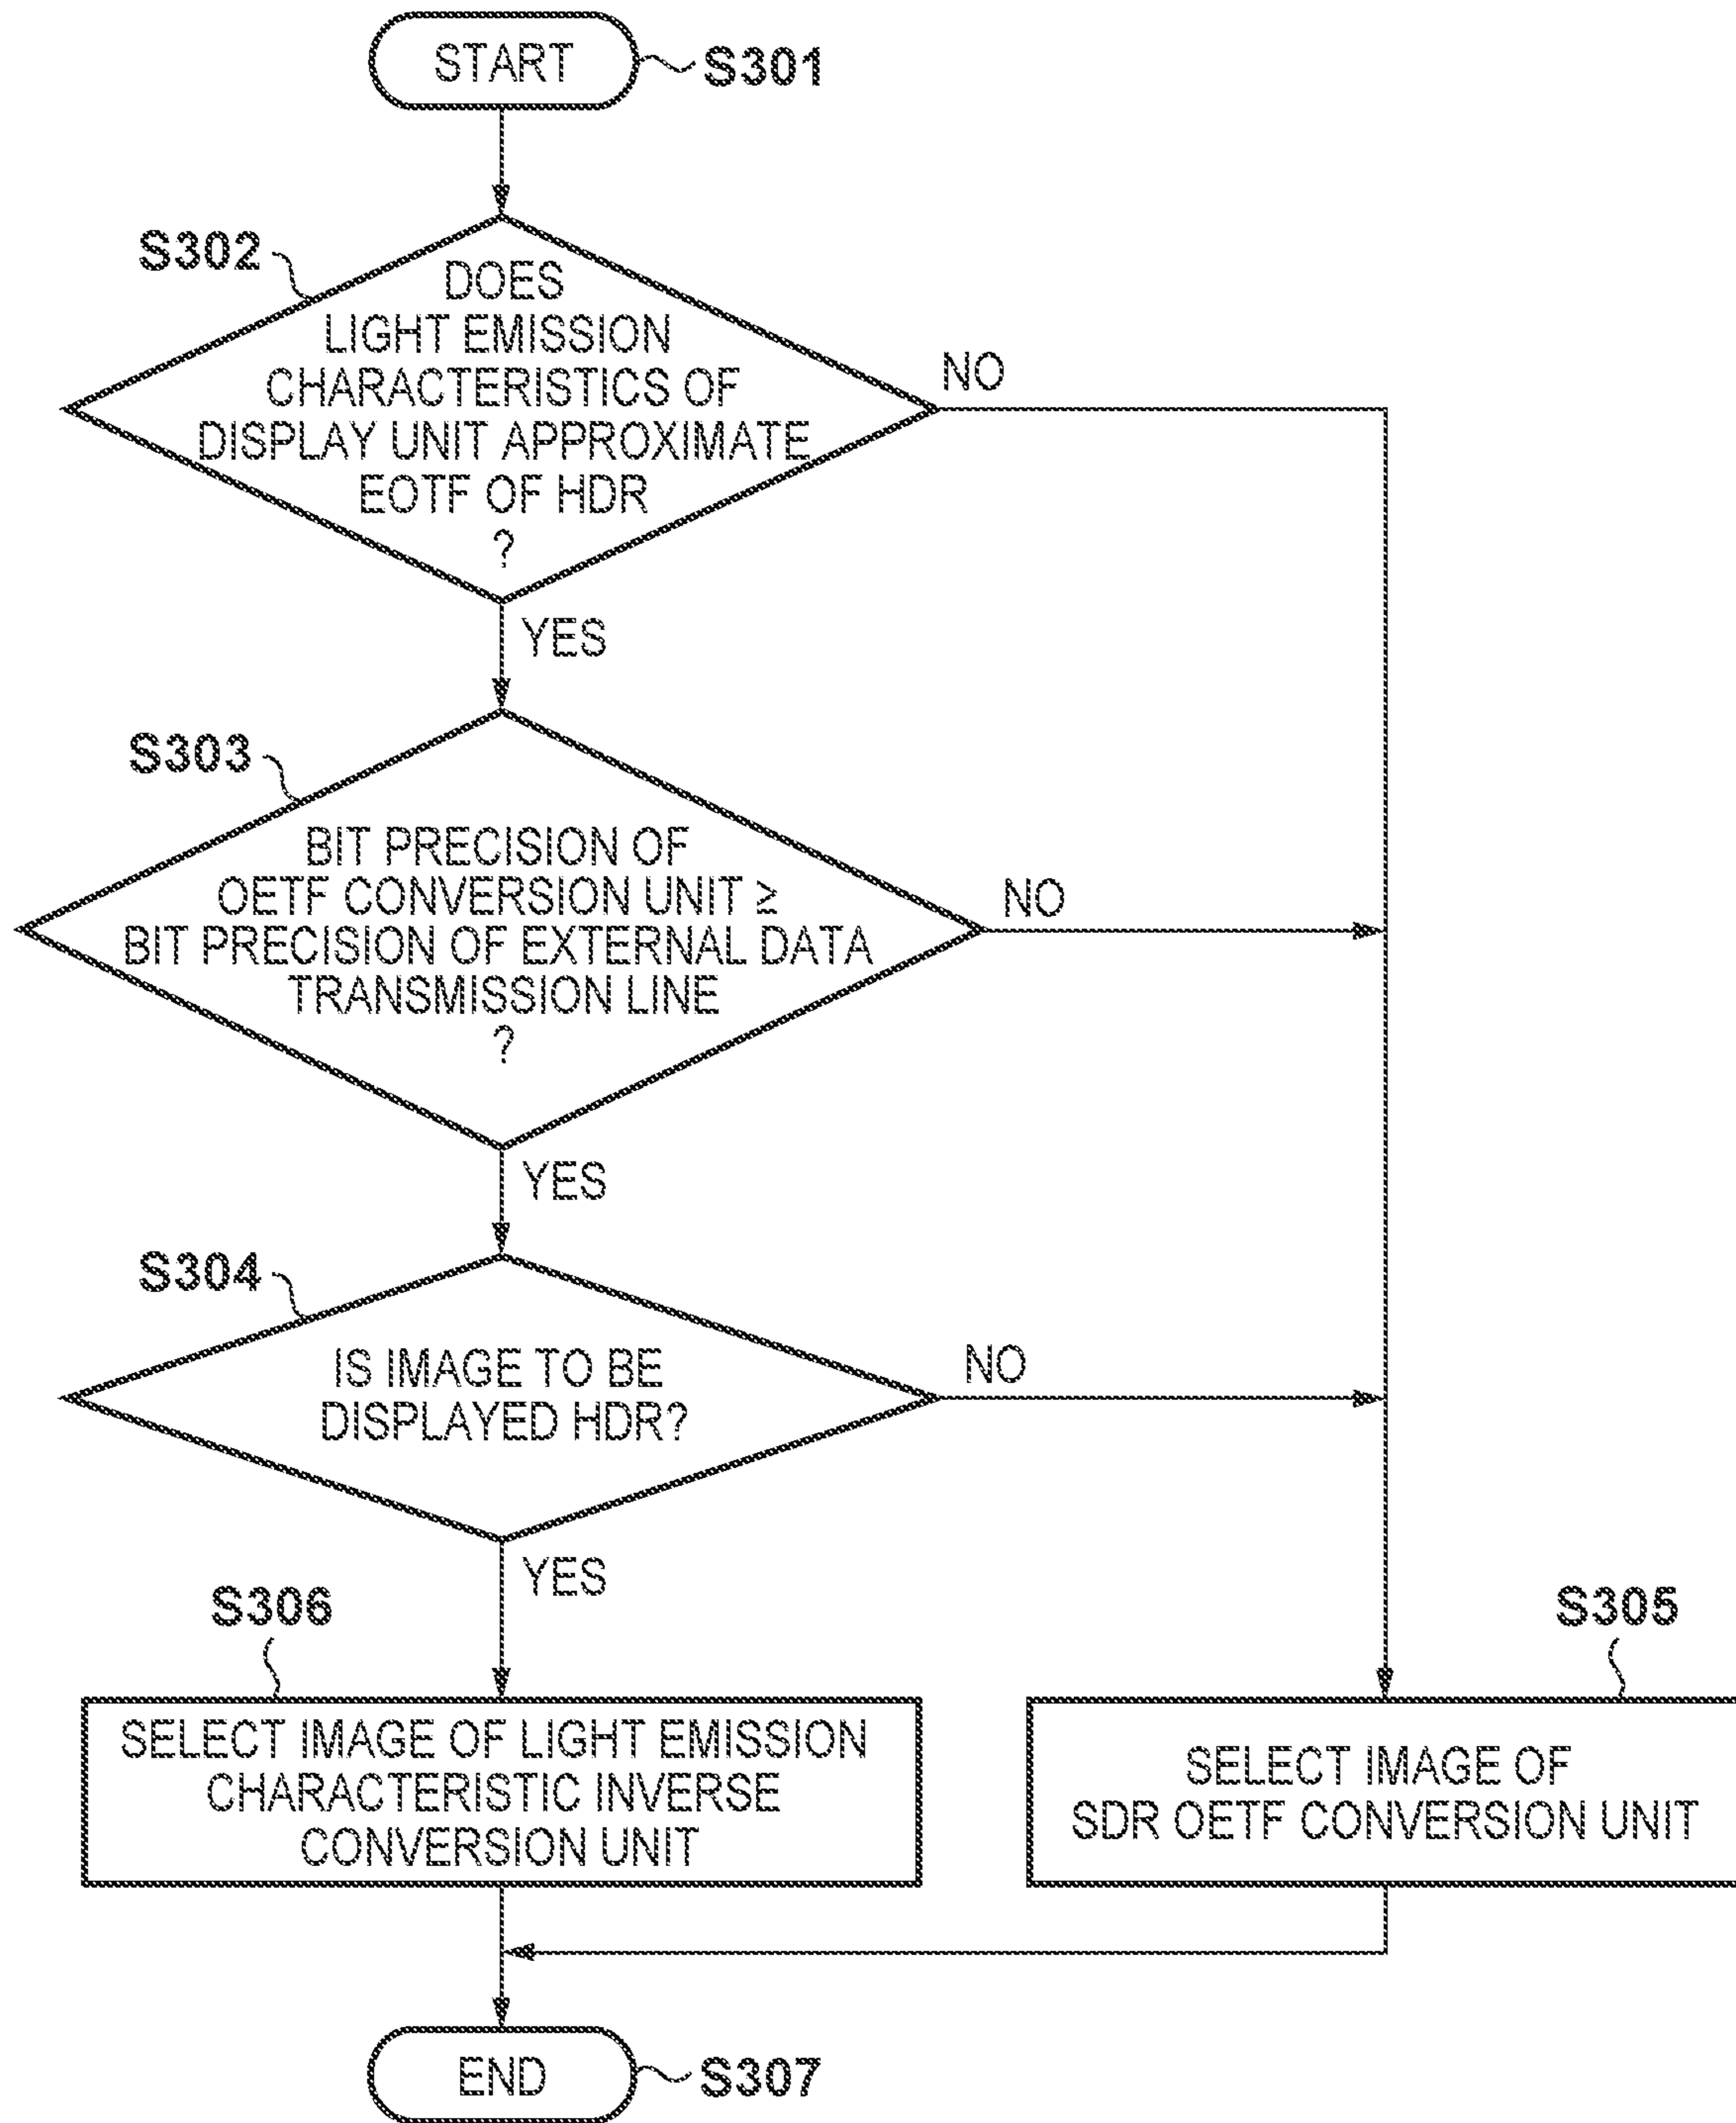 START
S301
S302
DOES
LIGHT EMISSION
CHARACTERISTICS OF
DISPLAY UNIT APPROXIMATE
EOTF OF HDR
?
NO
YES
S303
BIT PRECISION OF
OETF CONVERSION UNIT ≥
BIT PRECISION OF EXTERNAL DATA
TRANSMISSION LINE
?
NO
YES
S304
IS IMAGE TO BE
DISPLAYED HDR?
NO
YES
S306
SELECT IMAGE OF LIGHT EMISSION
CHARACTERISTIC INVERSE
CONVERSION UNIT
S305
SELECT IMAGE OF
SDR OETF CONVERSION UNIT
END
S307